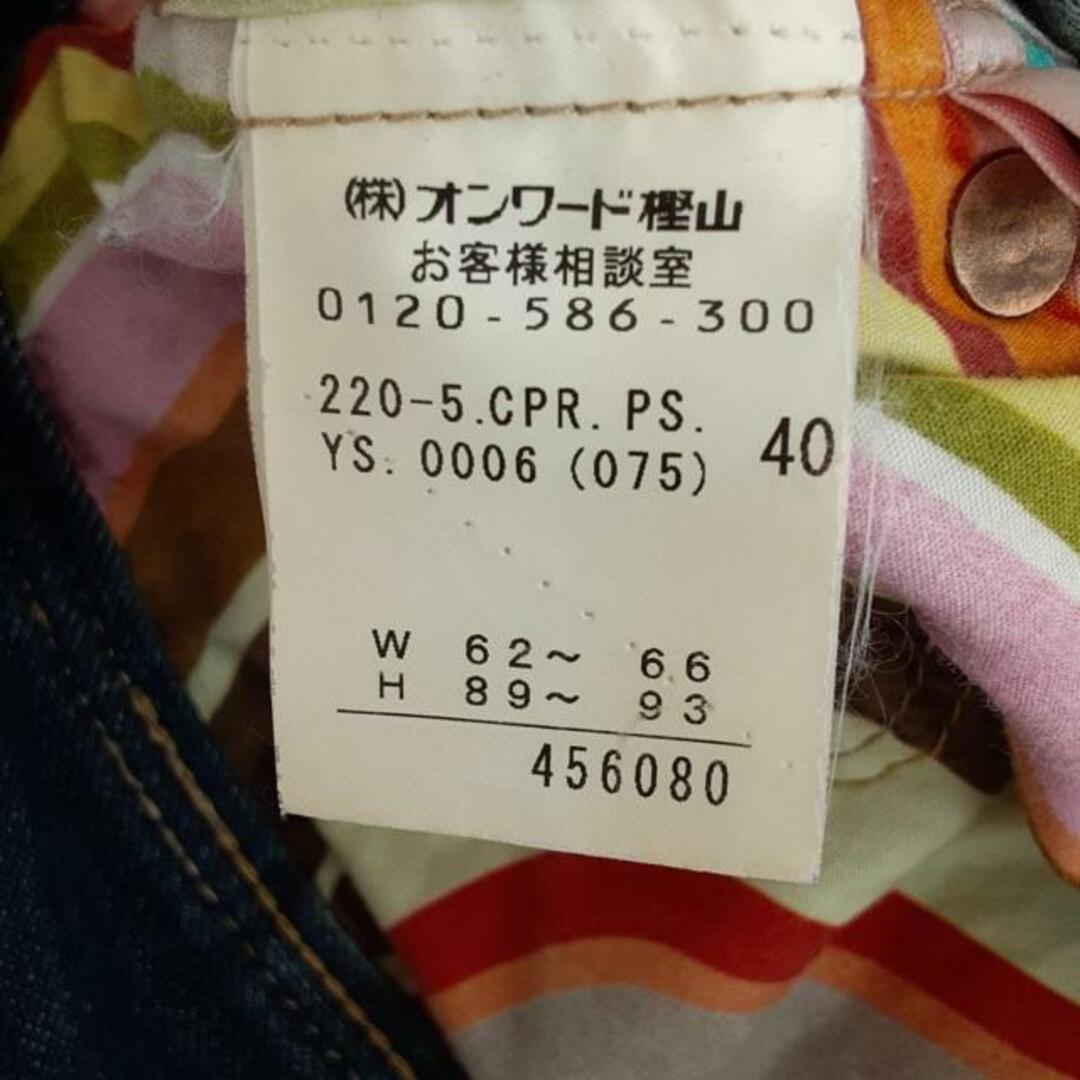 (株)オンワード樫山
お客様相談室
0120-586-300
220-5.CPR.PS.
YS.0006(075) 40
W 62～ 66
H 89～ 93
456080